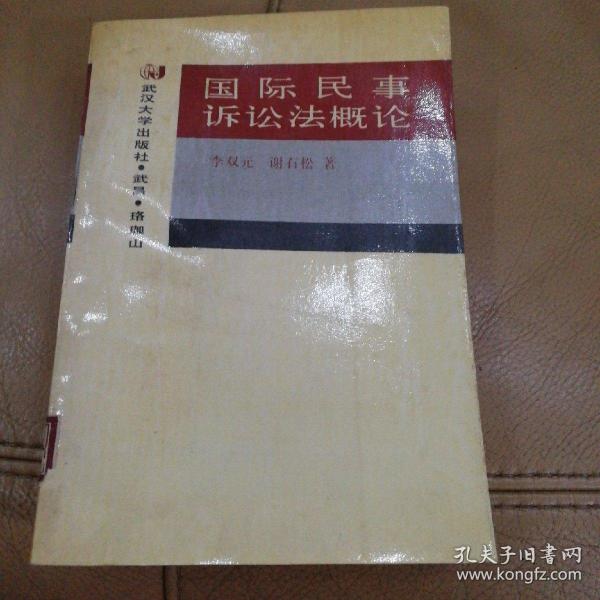 国际民事
诉讼法概论
李双元 谢石松 著
武汉大学出版社·武昌·珞珈山
孔夫子旧书网
www.kongfz.com